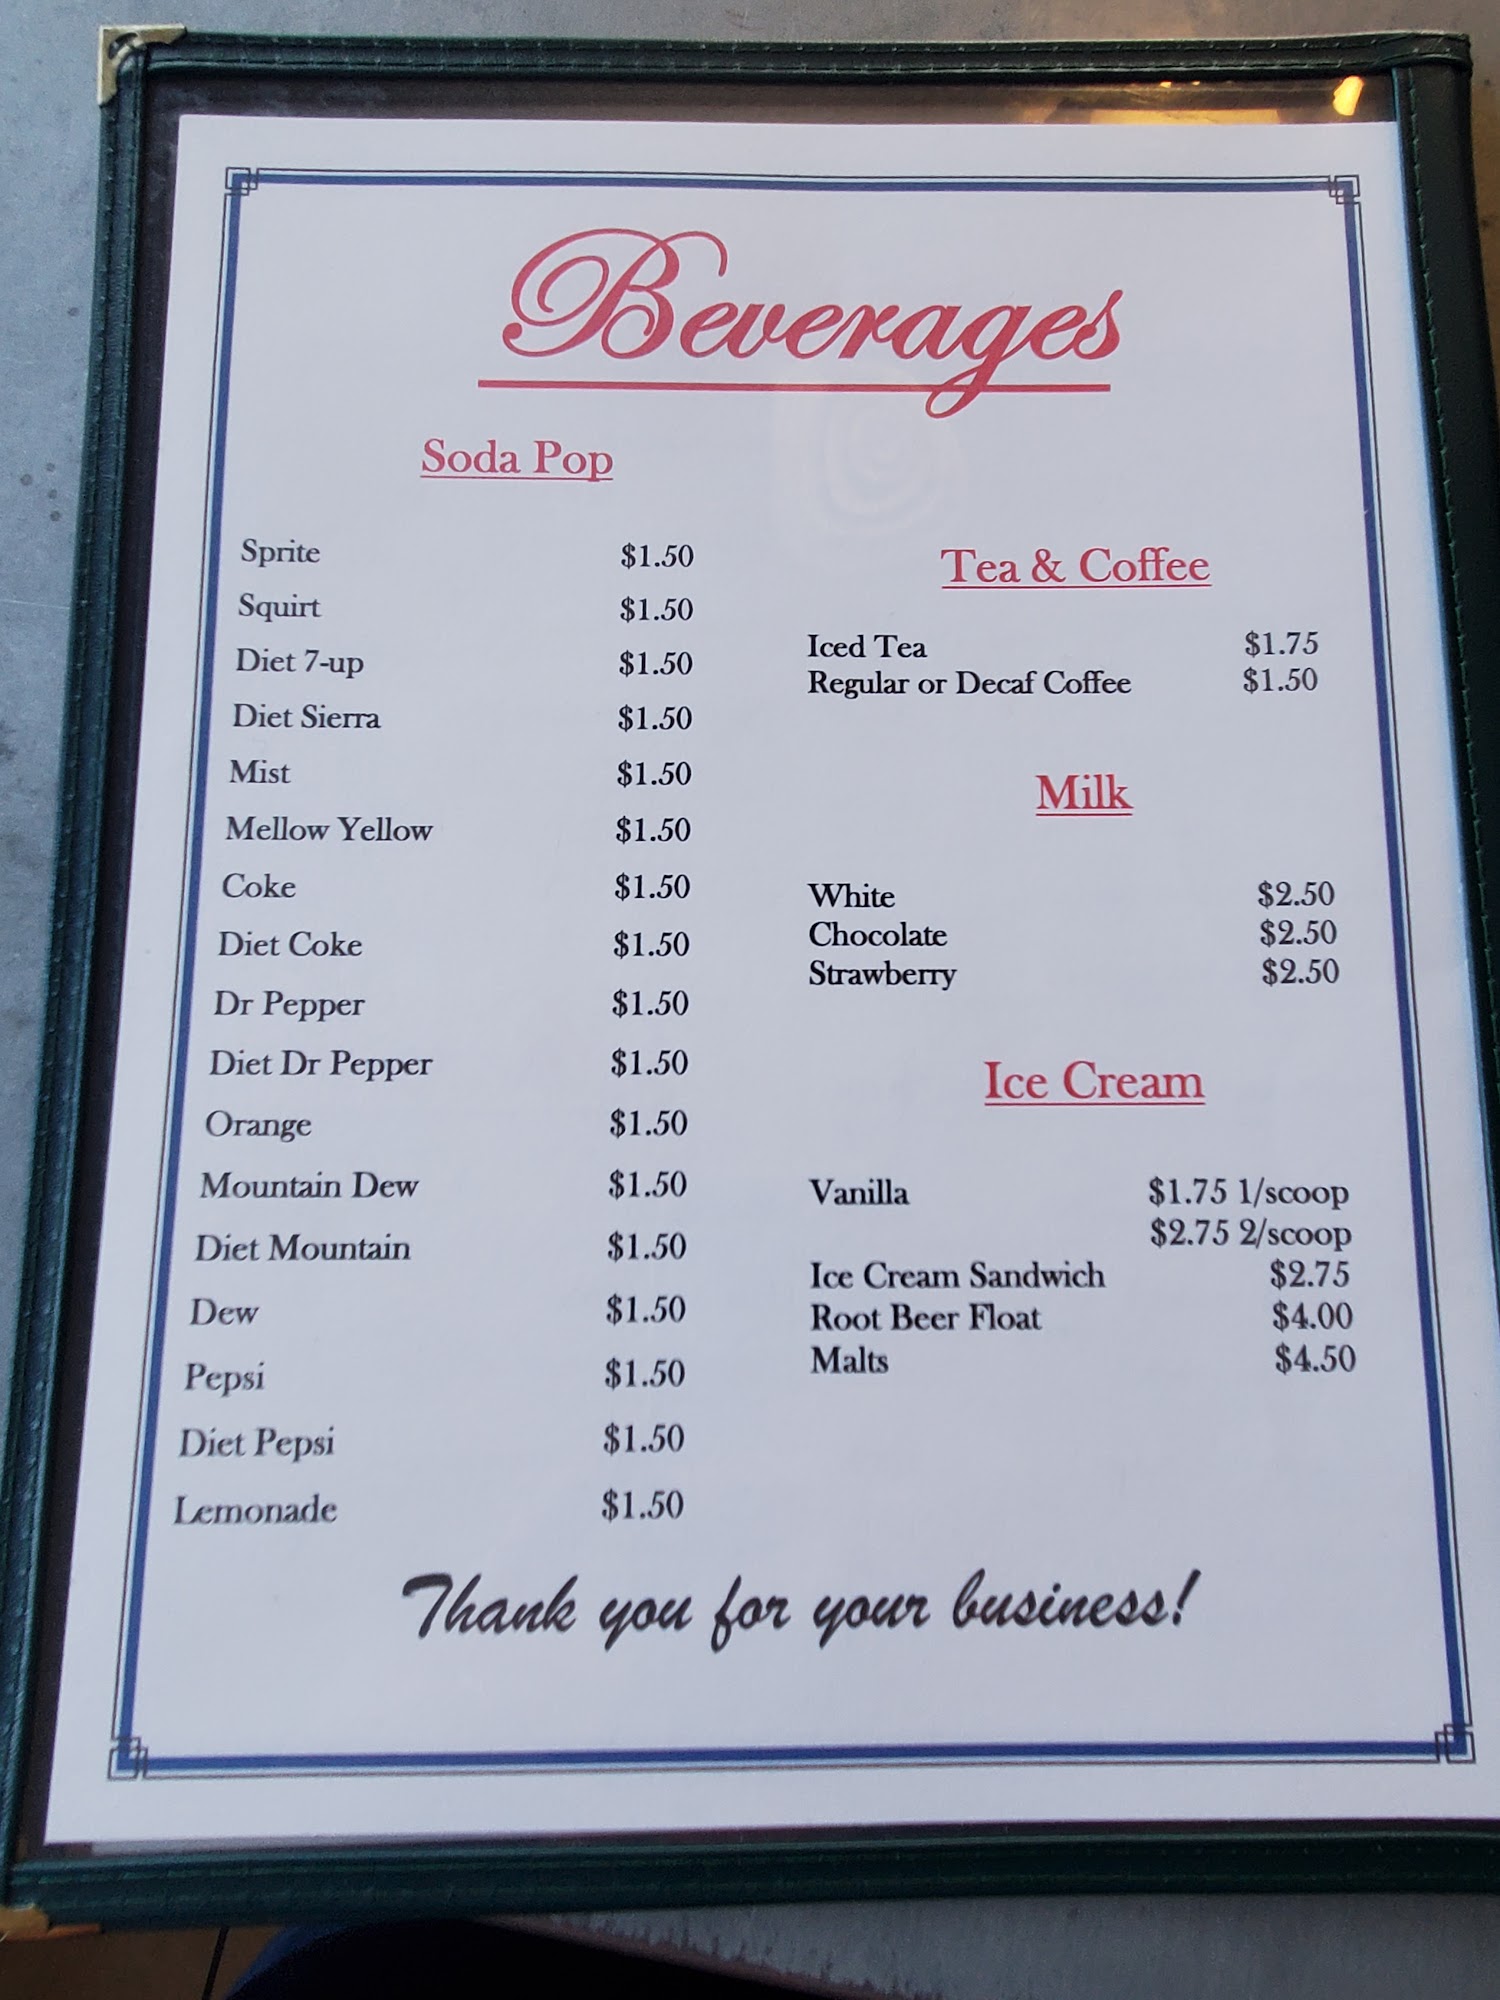 Beverages
Soda Pop
Sprite $1.50
Squirt $1.50
Diet 7-up $1.50
Diet Sierra $1.50
Mist $1.50
Mellow Yellow $1.50
Coke $1.50
Diet Coke $1.50
Dr Pepper $1.50
Diet Dr Pepper $1.50
Orange $1.50
Mountain Dew $1.50
Diet Mountain $1.50
Dew $1.50
Pepsi $1.50
Diet Pepsi $1.50
Lemonade $1.50
Tea & Coffee
Iced Tea $1.75
Regular or Decaf Coffee $1.50
Milk
White $2.50
Chocolate $2.50
Strawberry $2.50
Ice Cream
Vanilla $1.75 1/scoop
$2.75 2/scoop
Ice Cream Sandwich $2.75
Root Beer Float $4.00
Malts $4.50
Thank you for your business!